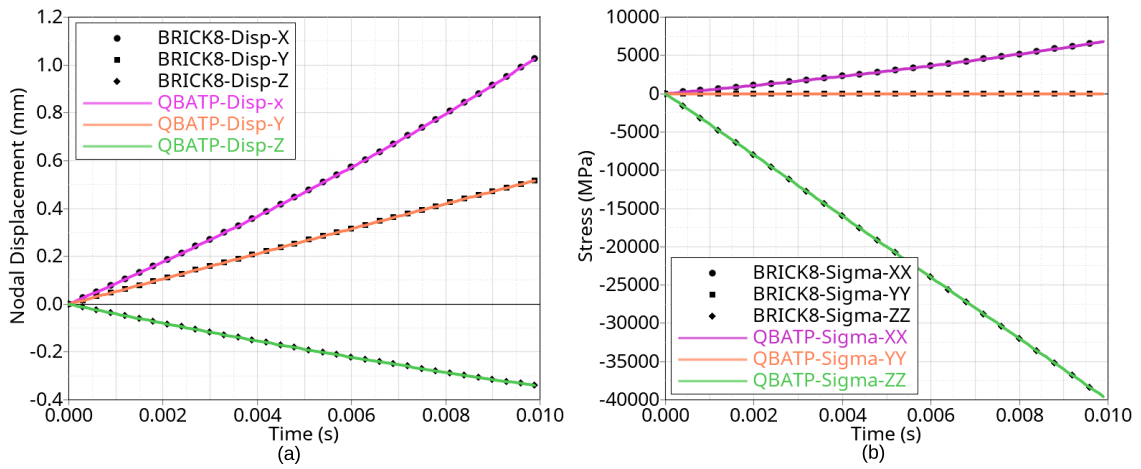 1.2
1.0
0.8
0.6
0.4
0.2
0.0
-0.2
-0.4
Nodal Displacement (mm)
BRICK8-Disp-X
BRICK8-Disp-Y
BRICK8-Disp-Z
QBATP-Disp-x
QBATP-Disp-Y
QBATP-Disp-Z
0.000 0.002 0.004 0.006 0.008 0.010
Time (s)
(a)
10000
5000
0
-5000
-10000
-15000
-20000
-25000
-30000
-35000
-40000
Stress (MPa)
BRICK8-Sigma-XX
BRICK8-Sigma-YY
BRICK8-Sigma-ZZ
QBATP-Sigma-XX
QBATP-Sigma-YY
QBATP-Sigma-ZZ
0.000 0.002 0.004 0.006 0.008 0.010
Time (s)
(b)